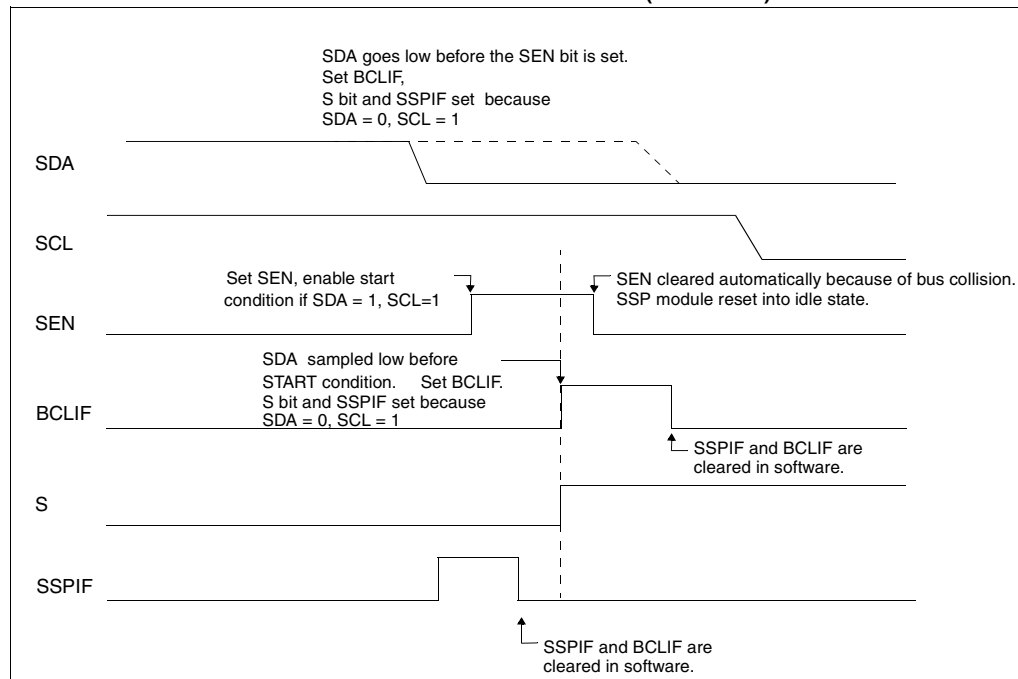 SDA goes low before the SEN bit is set.
Set BCLIF,
S bit and SSPIF set because
SDA = 0, SCL = 1
SDA
SCL
Set SEN, enable start
condition if SDA = 1, SCL=1
SEN cleared automatically because of bus collision.
SSP module reset into idle state.
SEN
SDA sampled low before
START condition. Set BCLIF.
S bit and SSPIF set because
SDA = 0, SCL = 1
BCLIF
SSPIF and BCLIF are
cleared in software.
S
SSPIF
SSPIF and BCLIF are
cleared in software.